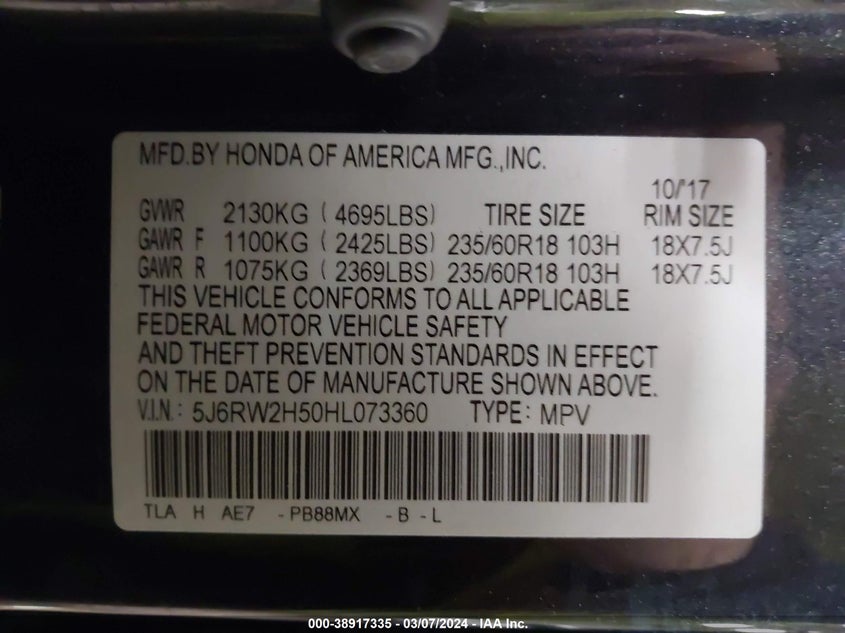 MFD.BY HONDA OF AMERICA MFG.,INC.
10/'17
GVWR 2130KG ( 4695LBS) TIRE SIZE RIM SIZE
GAWR F 1100KG ( 2425LBS) 235/60R18 103H 18X7.5J
GAWR R 1075KG ( 2369LBS) 235/60R18 103H 18X7.5J
THIS VEHICLE CONFORMS TO ALL APPLICABLE
FEDERAL MOTOR VEHICLE SAFETY
AND THEFT PREVENTION STANDARDS IN EFFECT
ON THE DATE OF MANUFACTURE SHOWN ABOVE.
V.I.N.: 5J6RW2H50HL073360 TYPE: MPV
TLA H AE7 -PB88MX -B -L
000-38917335 - 03/07/2024 - IAA Inc.